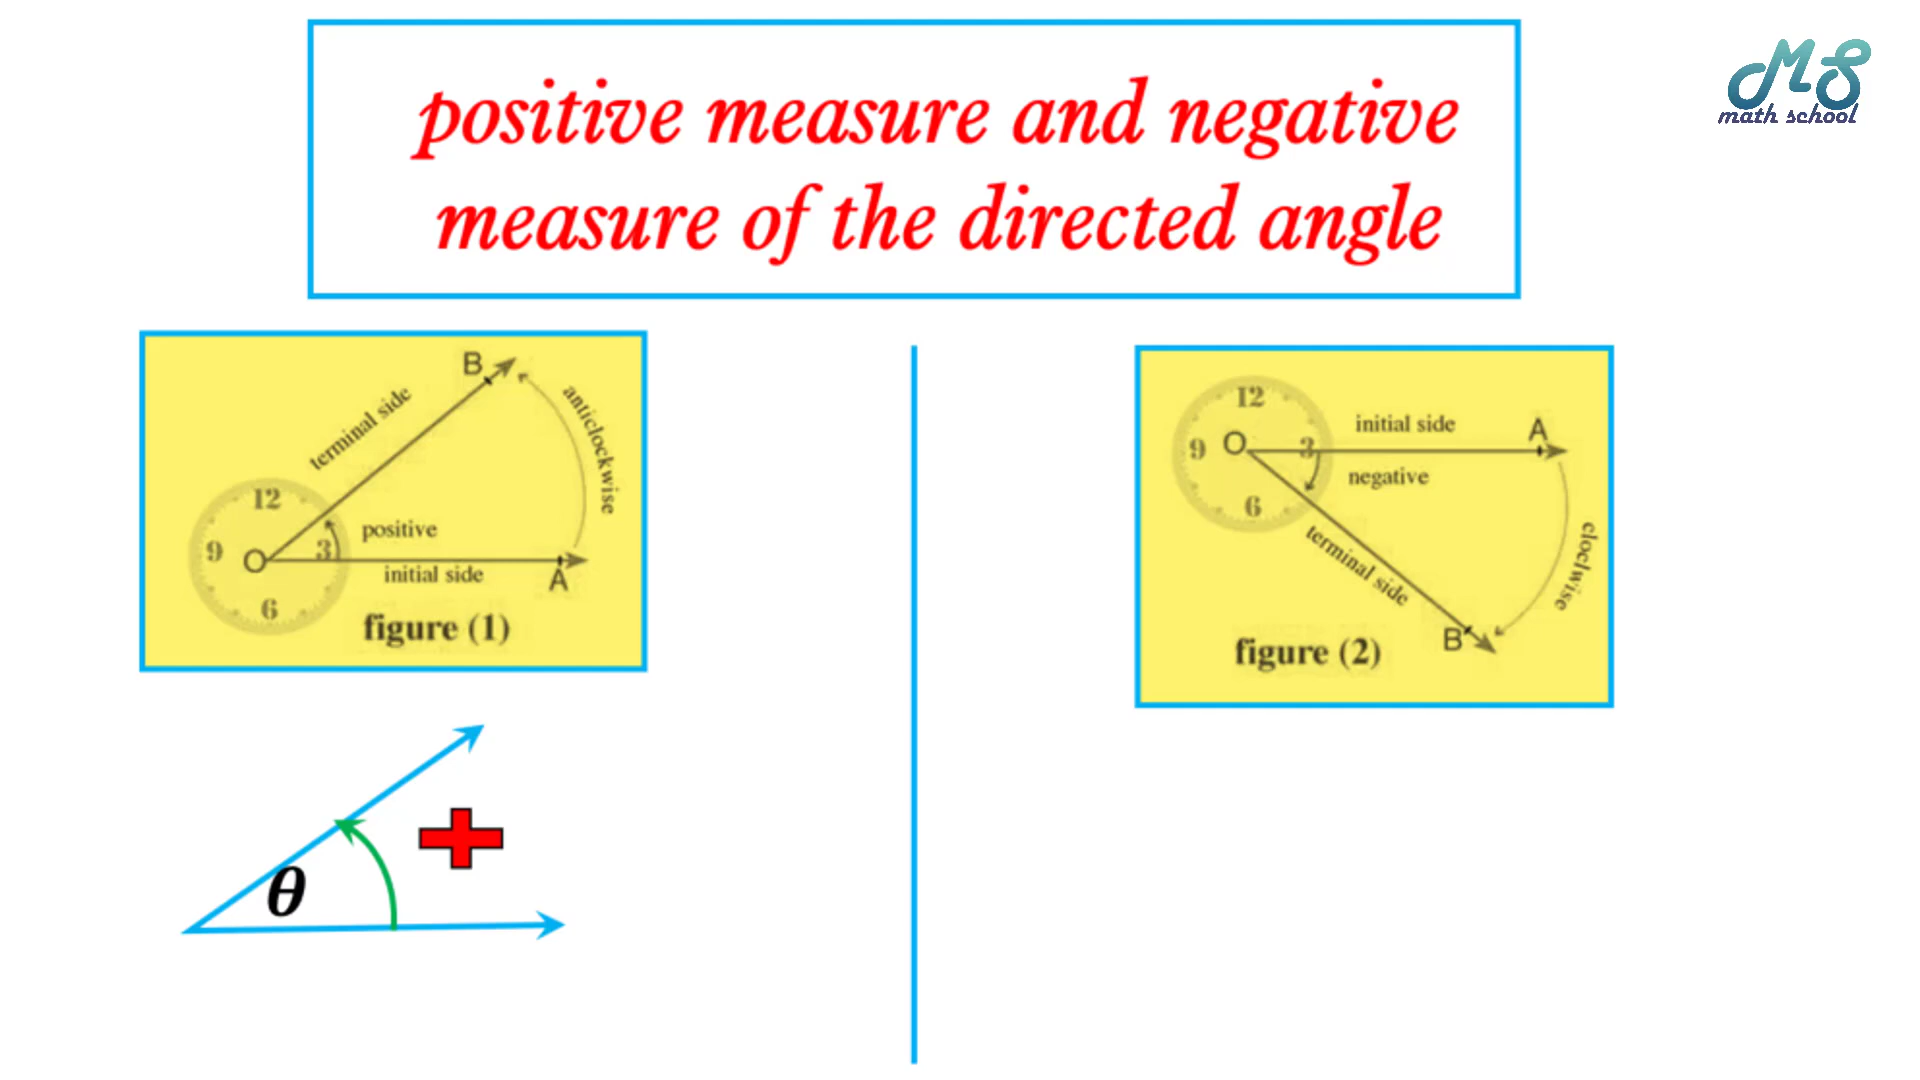 positive measure and negative
measure of the directed angle
MS
math school
B
terminal side
anticlockwise
12
9
3
6
O
positive
initial side
A
figure (1)
12
9
3
6
O
initial side
A
negative
terminal side
clockwise
B
figure (2)
+
θ